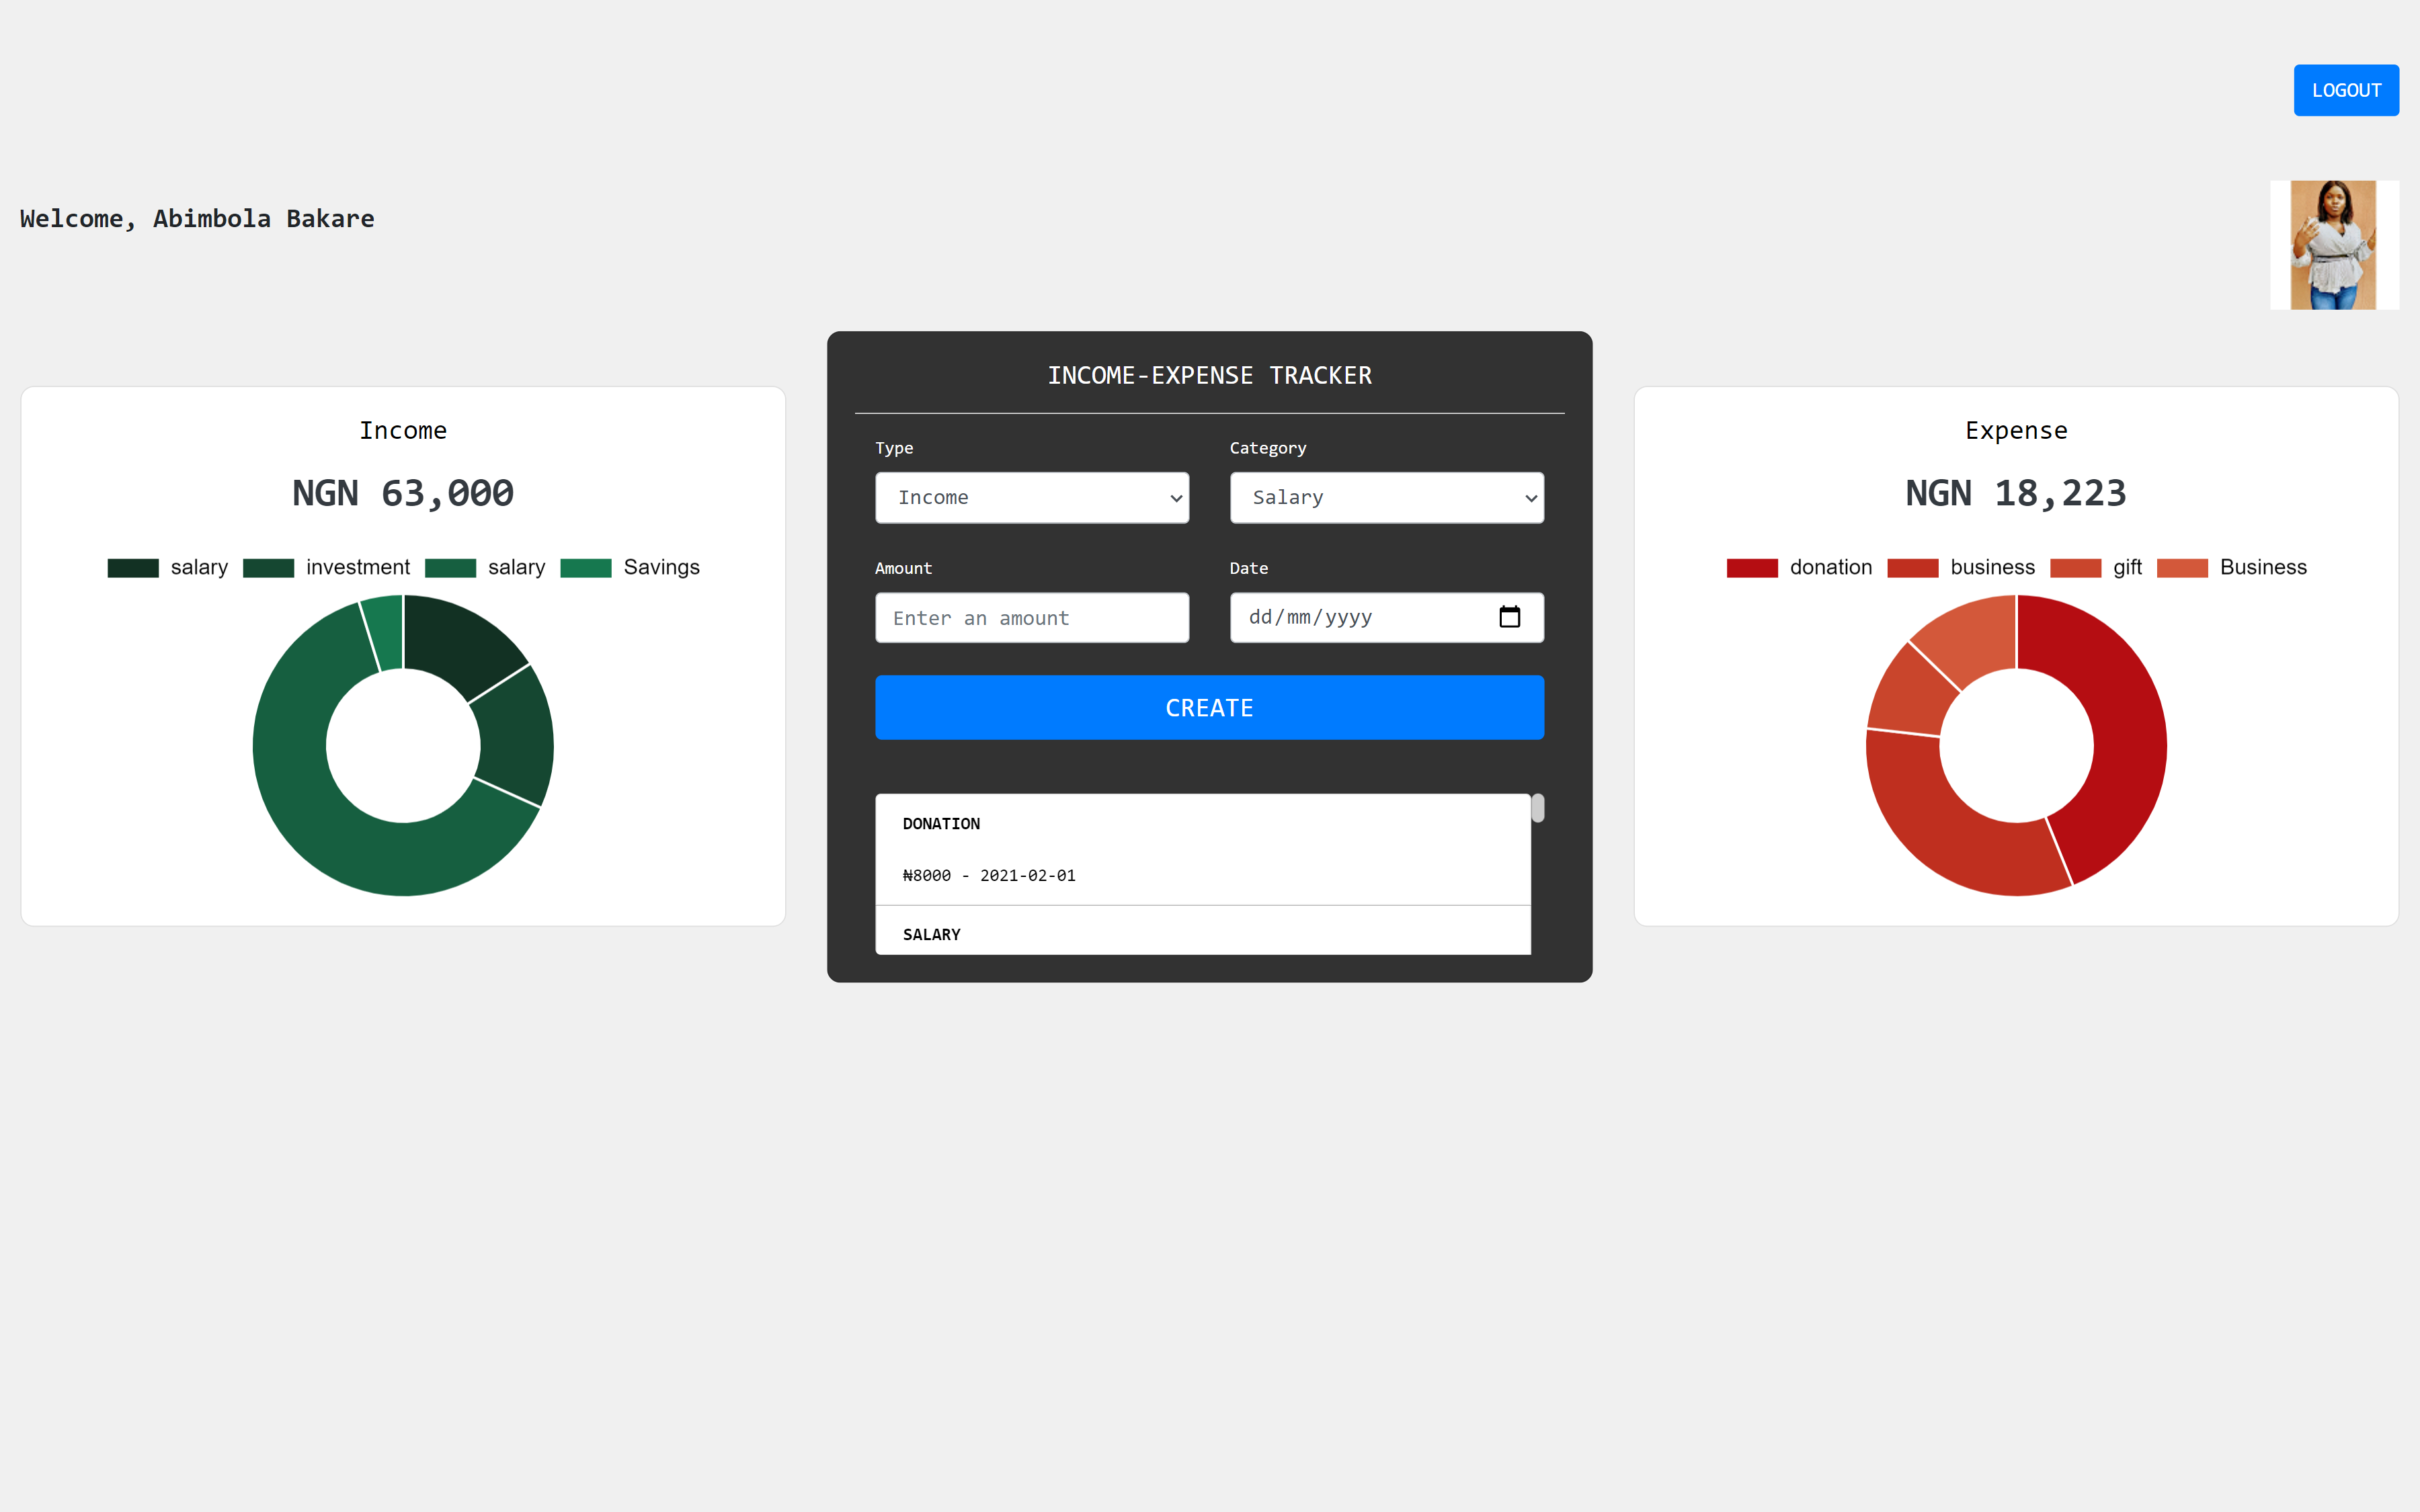 LOGOUT
Welcome, Abimbola Bakare
Income
NGN 63,000
salary investment salary Savings
INCOME-EXPENSE TRACKER
Type Category
Income Salary
Amount Date
Enter an amount dd/mm/yyyy
CREATE
DONATION
₦8000 - 2021-02-01
SALARY
Expense
NGN 18,223
donation business gift Business